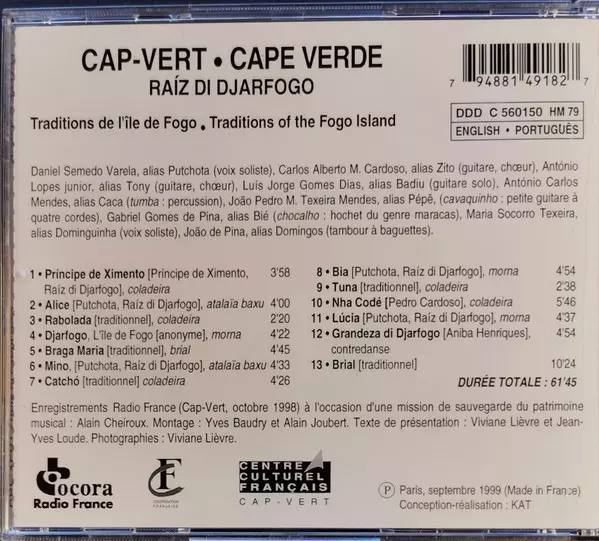 CAP-VERT • CAPE VERDE
RAÍZ DI DJARFOGO
Traditions de l'île de Fogo • Traditions of the Fogo Island
7 94881 49182 7
DDD C 560150 HM 79
ENGLISH • PORTUGUÊS
Daniel Semedo Varela, alias Putchota (voix soliste), Carlos Alberto M. Cardoso, alias Zito (guitare, chœur), António
Lopes junior, alias Tony (guitare, chœur), Luís Jorge Gomes Dias, alias Badiu (guitare solo), António Carlos
Mendes, alias Caca (tumba : percussion), João Pedro M. Texeira Mendes, alias Pépê, (cavaquinho : petite guitare à
quatre cordes), Gabriel Gomes de Pina, alias Bié (chocalho : hochet du genre maracas), Maria Socorro Texeira,
alias Dominguinha (voix soliste), João de Pina, alias Domingos (tambour à baguettes).
1 • Príncipe de Ximento [Príncipe de Ximento, 3'58
Raíz di Djarfogo], coladeira
2 • Alice [Putchota, Raíz di Djarfogo], atalaïa baxu 4'00
3 • Rabolada [traditionnel], coladeira 2'20
4 • Djarfogo, L'île de Fogo [anonyme], morna 4'22
5 • Braga Maria [traditionnel], brial 4'45
6 • Mino, [Putchota, Raíz di Djarfogo], atalaïa baxu 4'33
7 • Catchó [traditionnel] coladeira 4'26
8 • Bia [Putchota, Raíz di Djarfogo], morna 4'54
9 • Tuna [traditionnel], coladeira 2'38
10 • Nha Codé [Pedro Cardoso], coladeira 5'46
11 • Lúcia [Putchota, Raíz di Djarfogo], morna 4'37
12 • Grandeza di Djarfogo [Aniba Henriques], 4'54
contredanse
13 • Brial [traditionnel] 10'24
DURÉE TOTALE : 61'45
Enregistrements Radio France (Cap-Vert, octobre 1998) à l'occasion d'une mission de sauvegarde du patrimoine
musical : Alain Cheiroux. Montage : Yves Baudry et Alain Joubert. Texte de présentation : Viviane Lièvre et Jean-
Yves Loude. Photographies : Viviane Lièvre.
ocora
Radio France
CF
COOPÉRATION
FRANÇAISE
CENTRE
CULTUREL
FRANÇAIS
CAP-VERT
Ⓟ Paris, septembre 1999 (Made in France)
Conception-réalisation : KAT